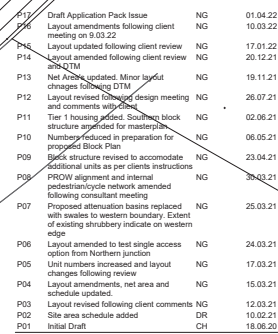 P17 Draft Application Pack Issue NG 01.04.22
P16 Layout amendments following client NG 10.03.22
meeting on 9.03.22
P15 Layout updated following client review NG 17.01.22
P14 Layout amended following client review NG 20.12.21
and DTM
P13 Net Area's updated. Minor layout NG 19.11.21
chnages following DTM
P12 Layout revised following design meeting NG 26.07.21
and comments with client
P11 Tier 1 housing added. Southern block NG 02.06.21
structure amended for masterplan
P10 Numbers reduced in preparation for NG 06.05.21
proposed Block Plan
P09 Block structure revised to accomodate NG 23.04.21
additional units as per clients instructions
P08 PROW alignment and internal NG 30.03.21
pedestrian/cycle network amended
following consultant meeting
P07 Proposed attenuation basins replaced NG 25.03.21
with swales to western boundary. Extent
of existing shrubbery indicate on western
edge
P06 Layout amended to test single access NG 24.03.21
option from Northern junction
P05 Unit numbers increased and layout NG 17.03.21
changes following review
P04 Layout amendments, net area and NG 15.03.21
schedule updated.
P03 Layout revised following client comments NG 12.03.21
P02 Site area schedule added DR 10.02.21
P01 Initial Draft CH 18.06.20